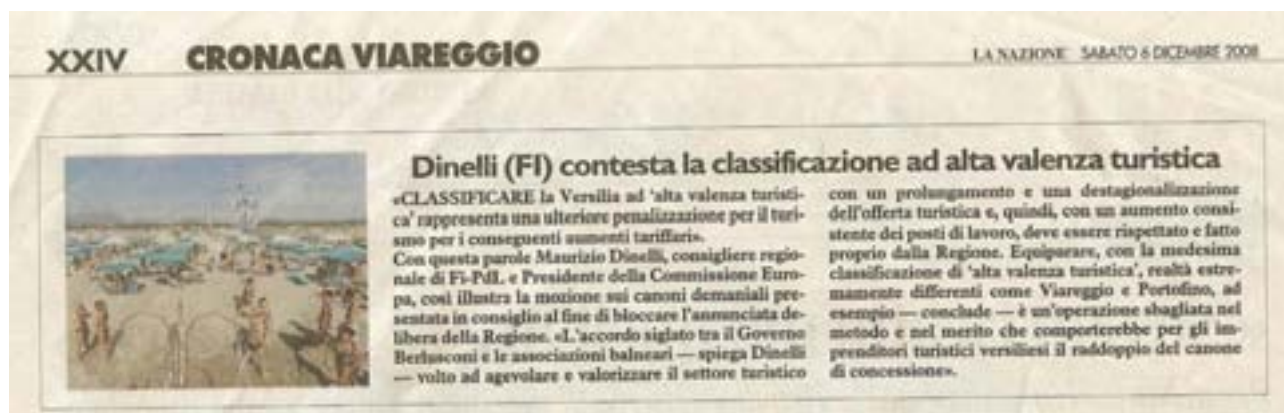 XXIV CRONACA VIAREGGIO LA NAZIONE SABATO 6 DICEMBRE 2008
Dinelli (FI) contesta la classificazione ad alta valenza turistica
«CLASSIFICARE la Versilia ad 'alta valenza turisti-
ca' rappresenta una ulteriore penalizzazione per il turi-
smo per i conseguenti aumenti tariffari».
Con questa parole Maurizio Dinelli, consigliere regio-
nale di Fi-PdL e Presidente della Commissione Euro-
pa, così illustra la mozione sui canoni demaniali pre-
sentata in consiglio al fine di bloccare l'annunciata de-
libera della Regione. «L'accordo siglato tra il Governo
Berlusconi e le associazioni balneari — spiega Dinelli
— volto ad agevolare e valorizzare il settore turistico
con un prolungamento e una destagionalizzazione
dell'offerta turistica e, quindi, con un aumento consi-
stente dei posti di lavoro, deve essere rispettato e fatto
proprio dalla Regione. Equiparare, con la medesima
classificazione di 'alta valenza turistica', realtà estre-
mamente differenti come Viareggio e Portofino, ad
esempio — conclude — è un'operazione sbagliata nel
metodo e nel merito che comporterebbe per gli im-
prenditori turistici versiliesi il raddoppio del canone
di concessione».